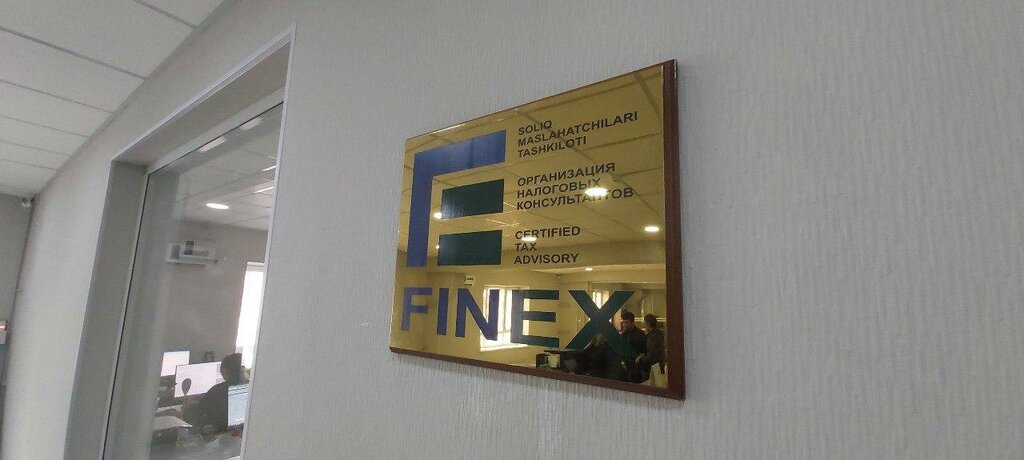 SOLIQ
MASLAHATCHILARI
TASHKILOTI
ОРГАНИЗАЦИЯ
НАЛОГОВЫХ
КОНСУЛЬТАНТОВ
CERTIFIED
TAX
ADVISORY
FINEX